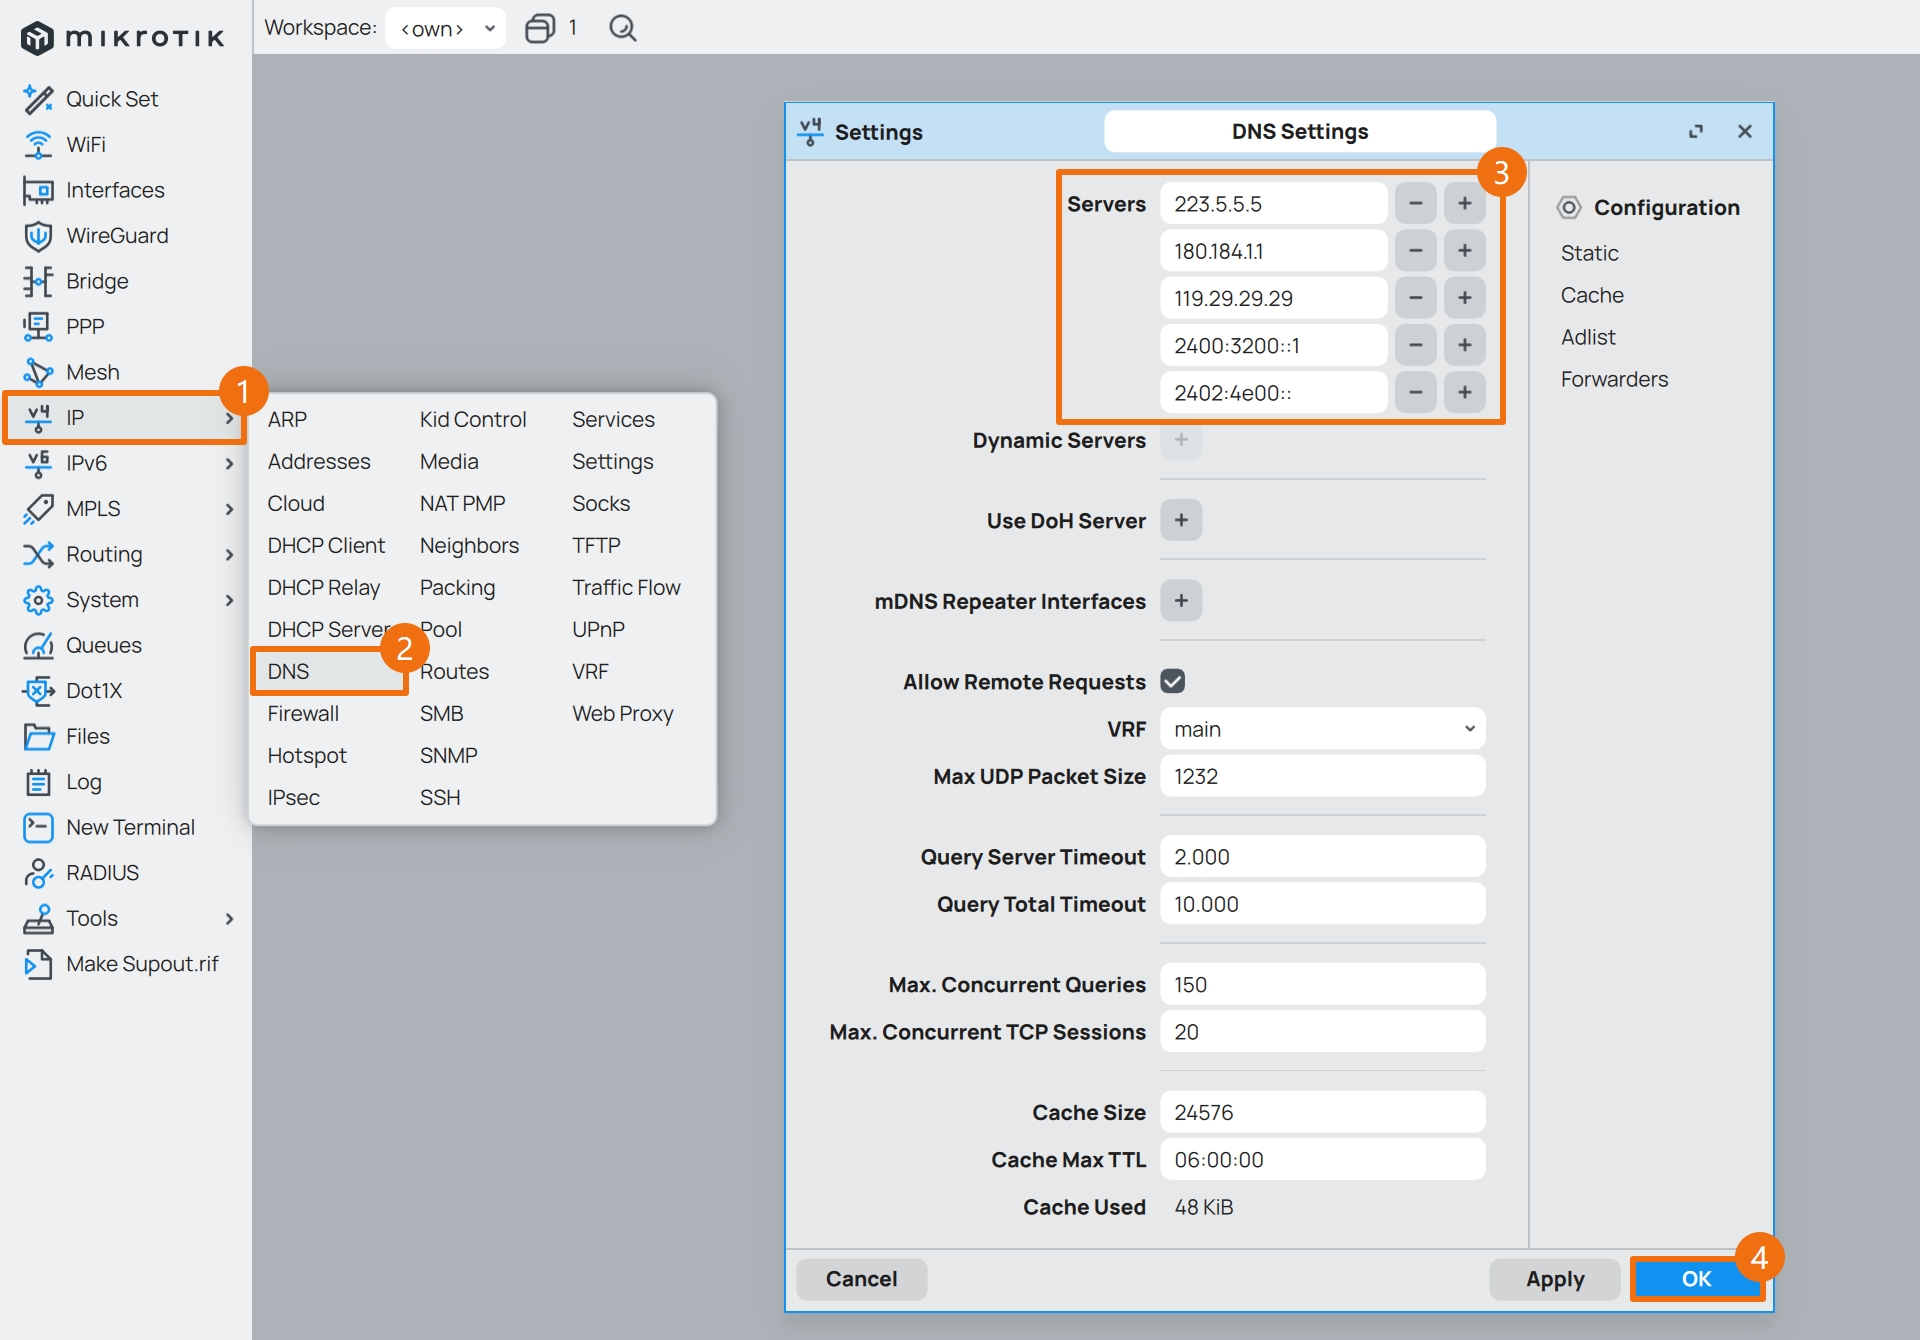 mikrotik
Workspace: <own> 1
Quick Set
WiFi
Interfaces
WireGuard
Bridge
PPP
Mesh
1
v4 IP
v6 IPv6
MPLS
Routing
System
Queues
Dot1X
Files
Log
New Terminal
RADIUS
Tools
Make Supout.rif
ARP Kid Control Services
Addresses Media Settings
Cloud NAT PMP Socks
DHCP Client Neighbors TFTP
DHCP Relay Packing Traffic Flow
DHCP Server Pool UPnP
2
DNS Routes VRF
Firewall SMB Web Proxy
Hotspot SNMP
IPsec SSH
v4 Settings DNS Settings
3
Servers 223.5.5.5 - +
180.184.1.1 - +
119.29.29.29 - +
2400:3200::1 - +
2402:4e00:: - +
Dynamic Servers +
Use DoH Server +
mDNS Repeater Interfaces +
Allow Remote Requests
VRF main
Max UDP Packet Size 1232
Query Server Timeout 2.000
Query Total Timeout 10.000
Max. Concurrent Queries 150
Max. Concurrent TCP Sessions 20
Cache Size 24576
Cache Max TTL 06:00:00
Cache Used 48 KiB
Configuration
Static
Cache
Adlist
Forwarders
4
Cancel Apply OK